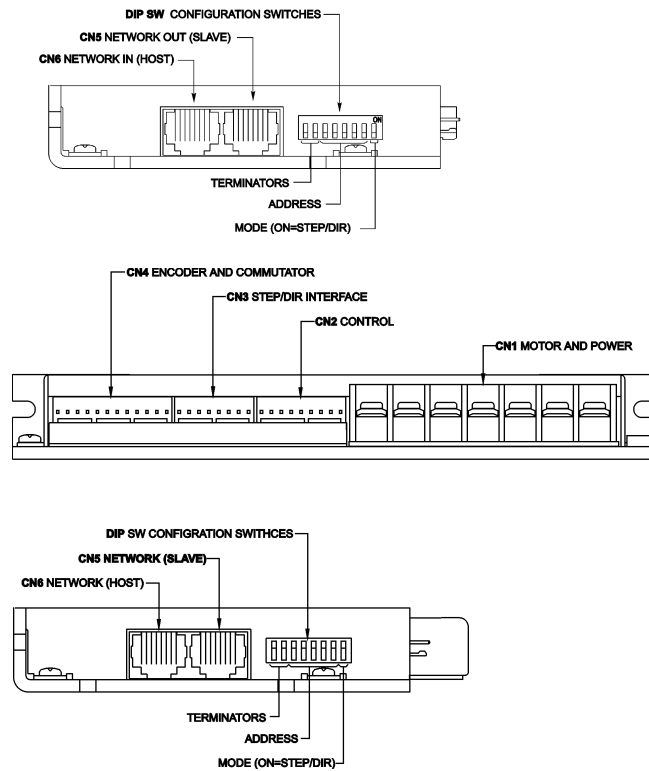 DIP SW CONFIGURATION SWITCHES
CN5 NETWORK OUT (SLAVE)
CN6 NETWORK IN (HOST)
ON
TERMINATORS
ADDRESS
MODE (ON=STEP/DIR)
CN4 ENCODER AND COMMUTATOR
CN3 STEP/DIR INTERFACE
CN2 CONTROL
CN1 MOTOR AND POWER
DIP SW CONFIGRATION SWITHCES
CN5 NETWORK (SLAVE)
CN6 NETWORK (HOST)
TERMINATORS
ADDRESS
MODE (ON=STEP/DIR)